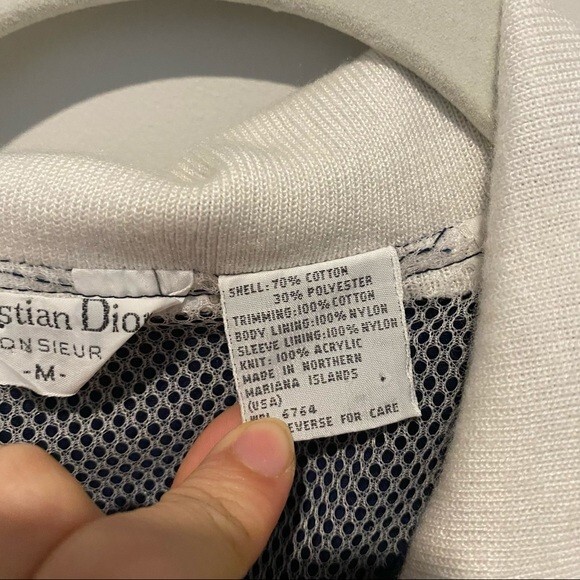 stian Dior
ONSIEUR
-M-
SHELL: 70% COTTON
30% POLYESTER
TRIMMING:100% COTTON
BODY LINING:100% NYLON
SLEEVE LINING:100% NYLON
KNIT: 100% ACRYLIC
MADE IN NORTHERN
MARIANA ISLANDS
(USA)
6764
EVERSE FOR CARE